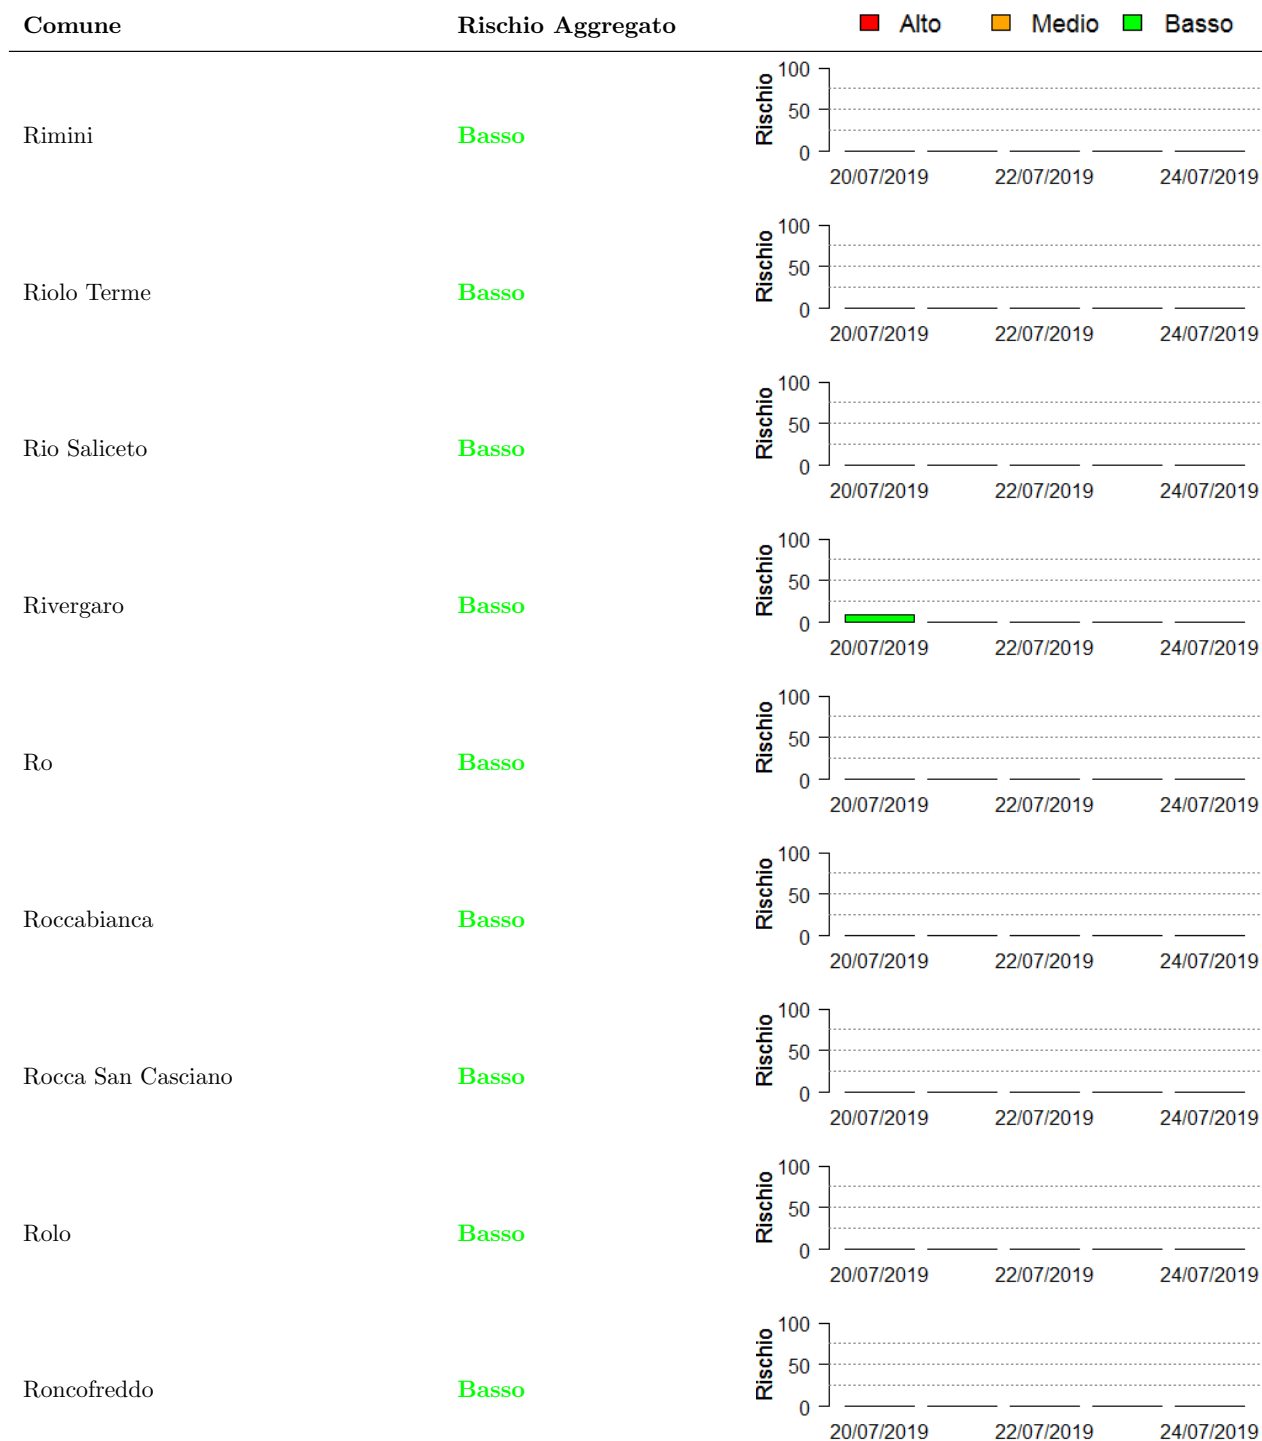 Comune Rischio Aggregato Alto Medio Basso
Rimini Basso
Rischio
100
50
0
20/07/2019 22/07/2019 24/07/2019
Riolo Terme Basso
Rischio
100
50
0
20/07/2019 22/07/2019 24/07/2019
Rio Saliceto Basso
Rischio
100
50
0
20/07/2019 22/07/2019 24/07/2019
Rivergaro Basso
Rischio
100
50
0
20/07/2019 22/07/2019 24/07/2019
Ro Basso
Rischio
100
50
0
20/07/2019 22/07/2019 24/07/2019
Roccabianca Basso
Rischio
100
50
0
20/07/2019 22/07/2019 24/07/2019
Rocca San Casciano Basso
Rischio
100
50
0
20/07/2019 22/07/2019 24/07/2019
Rolo Basso
Rischio
100
50
0
20/07/2019 22/07/2019 24/07/2019
Roncofreddo Basso
Rischio
100
50
0
20/07/2019 22/07/2019 24/07/2019